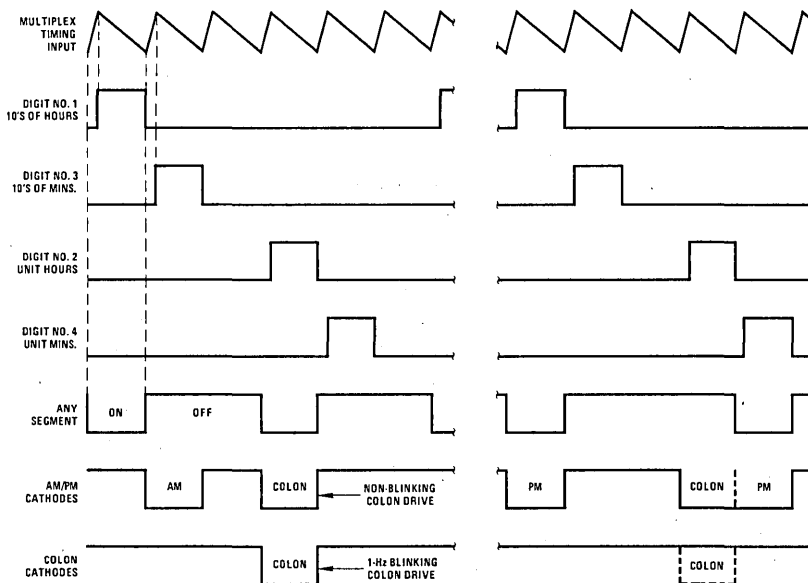 MULTIPLEX
TIMING
INPUT
DIGIT NO. 1
10'S OF HOURS
DIGIT NO. 3
10'S OF MINS.
DIGIT NO. 2
UNIT HOURS
DIGIT NO. 4
UNIT MINS.
ANY
SEGMENT
ON
OFF
AM/PM
CATHODES
AM
COLON
NON-BLINKING
COLON DRIVE
PM
COLON
PM
COLON
CATHODES
COLON
1-Hz BLINKING
COLON DRIVE
COLON